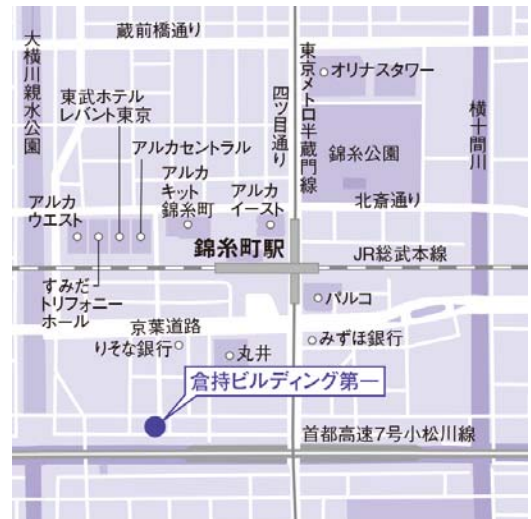 蔵前橋通り
大横川親水公園
東武ホテル
レバント東京
アルカセントラル
アルカ
ウエスト
アルカ
キット
錦糸町
アルカ
イースト
四ツ目通り
東京メトロ半蔵門線
オリナスタワー
錦糸公園
横十間川
北斎通り
錦糸町駅
JR総武本線
すみだ
トリフォニー
ホール
パルコ
京葉道路
りそな銀行
丸井
みずほ銀行
倉持ビルディング第一
首都高速7号小松川線